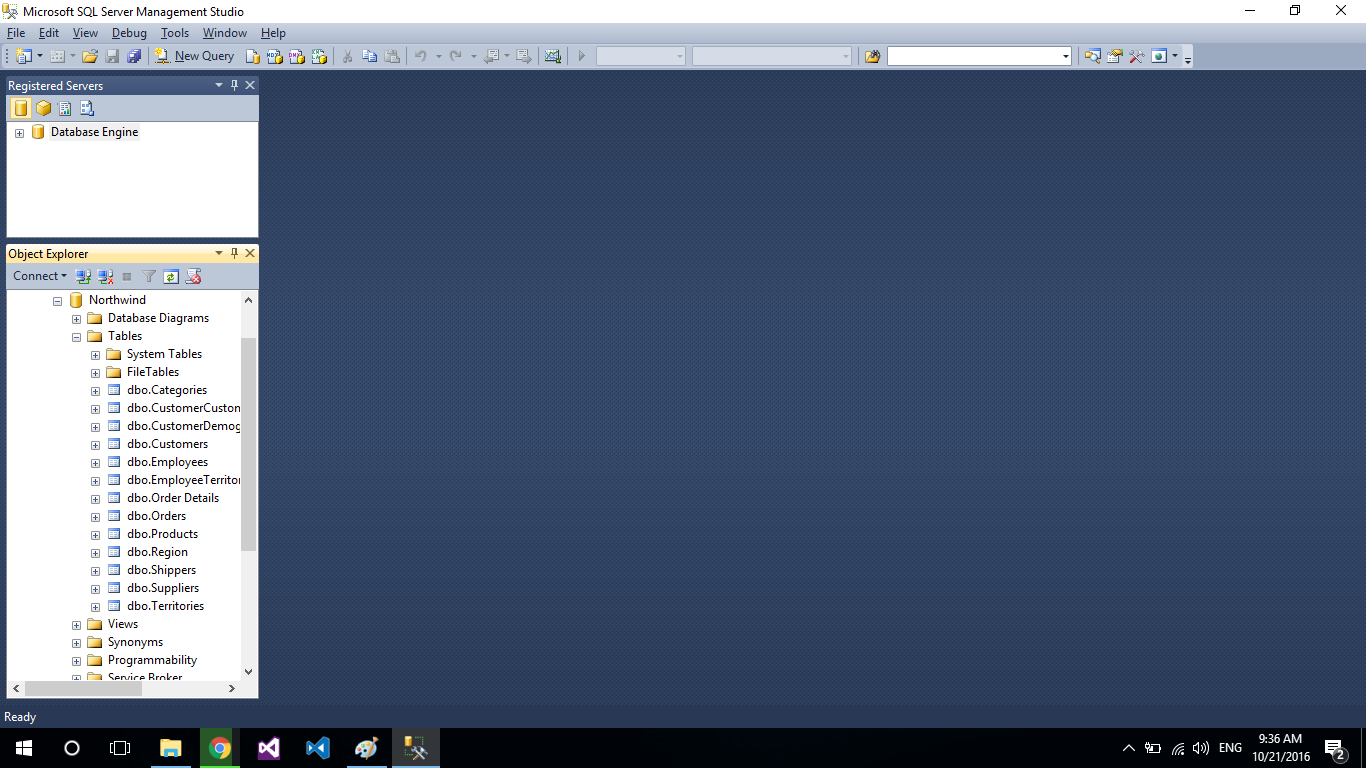 Microsoft SQL Server Management Studio
File Edit View Debug Tools Window Help
New Query
Registered Servers
Database Engine
Object Explorer
Connect
Northwind
Database Diagrams
Tables
System Tables
FileTables
dbo.Categories
dbo.CustomerCustom
dbo.CustomerDemog
dbo.Customers
dbo.Employees
dbo.EmployeeTerritor
dbo.Order Details
dbo.Orders
dbo.Products
dbo.Region
dbo.Shippers
dbo.Suppliers
dbo.Territories
Views
Synonyms
Programmability
Service Broker
Ready
ENG
9:36 AM
10/21/2016
2